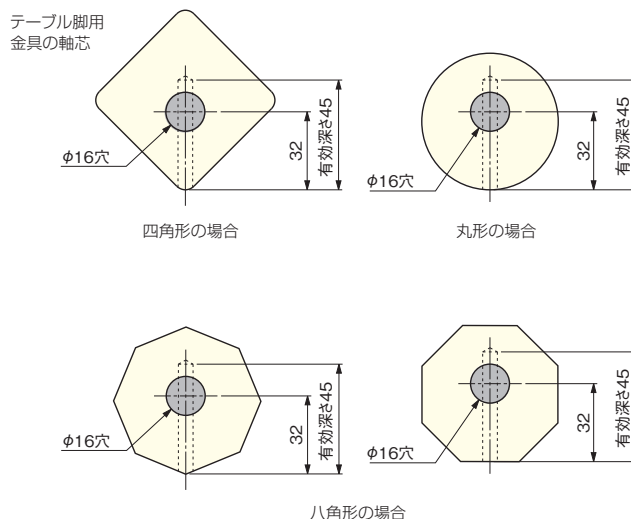 テーブル脚用
金具の軸芯
φ16穴
32
有効深さ45
四角形の場合
φ16穴
32
有効深さ45
丸形の場合
φ16穴
32
有効深さ45
φ16穴
32
有効深さ45
八角形の場合